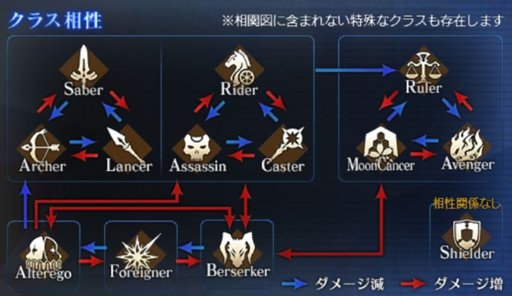 クラス相性
※相関図に含まれない特殊なクラスも存在します
Saber
Rider
Ruler
Archer
Lancer
Assassin
Caster
MoonCancer
Avenger
相性関係なし
Alterego
Foreigner
Berserker
Shielder
ダメージ減
ダメージ増